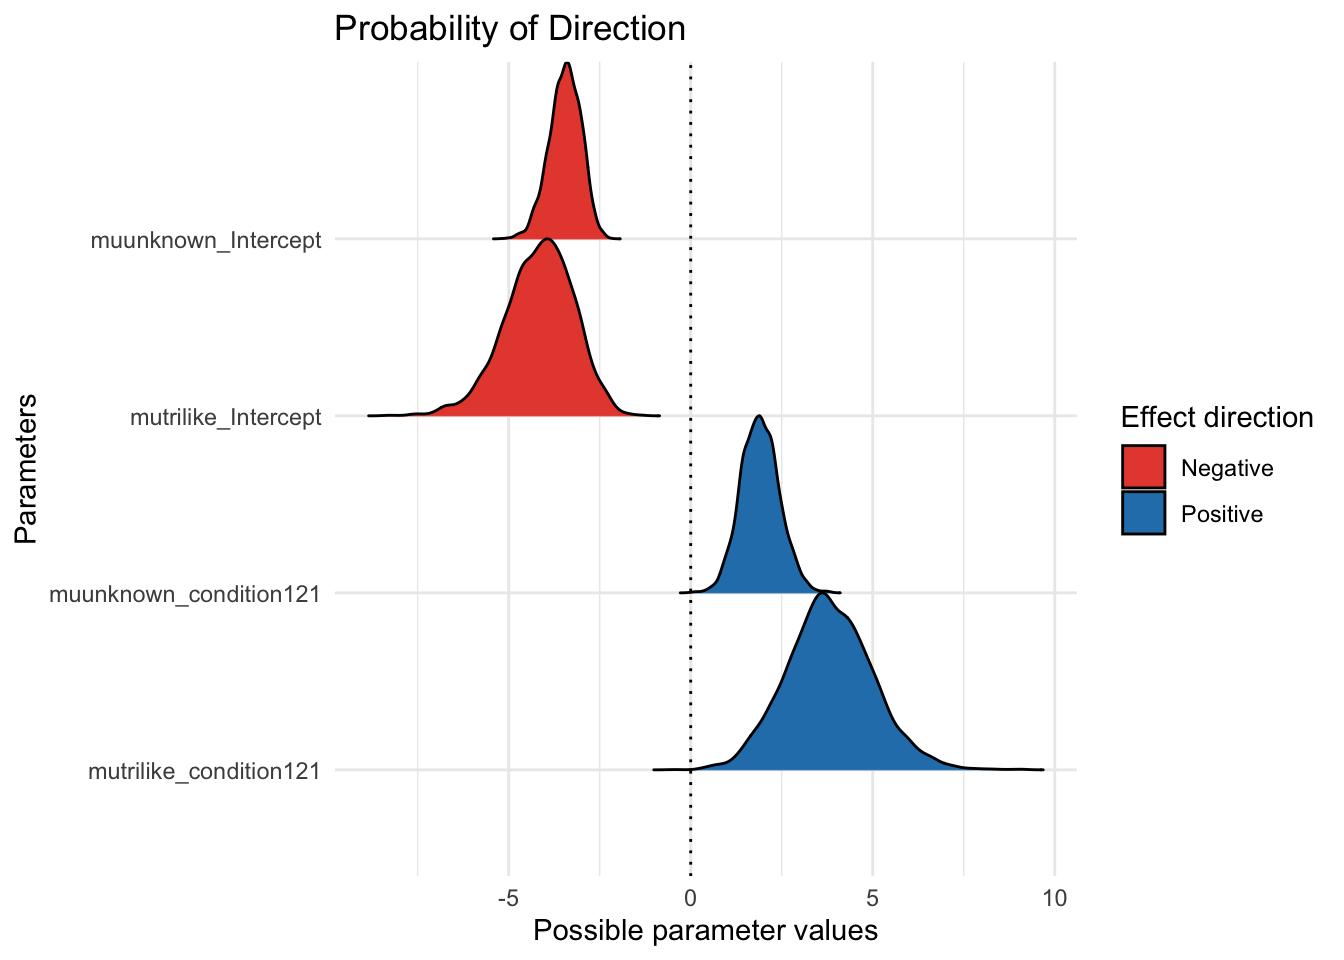 Probability of Direction
Parameters
muunknown_Intercept
mutrilike_Intercept
muunknown_condition121
mutrilike_condition121
-5
0
5
10
Possible parameter values
Effect direction
Negative
Positive